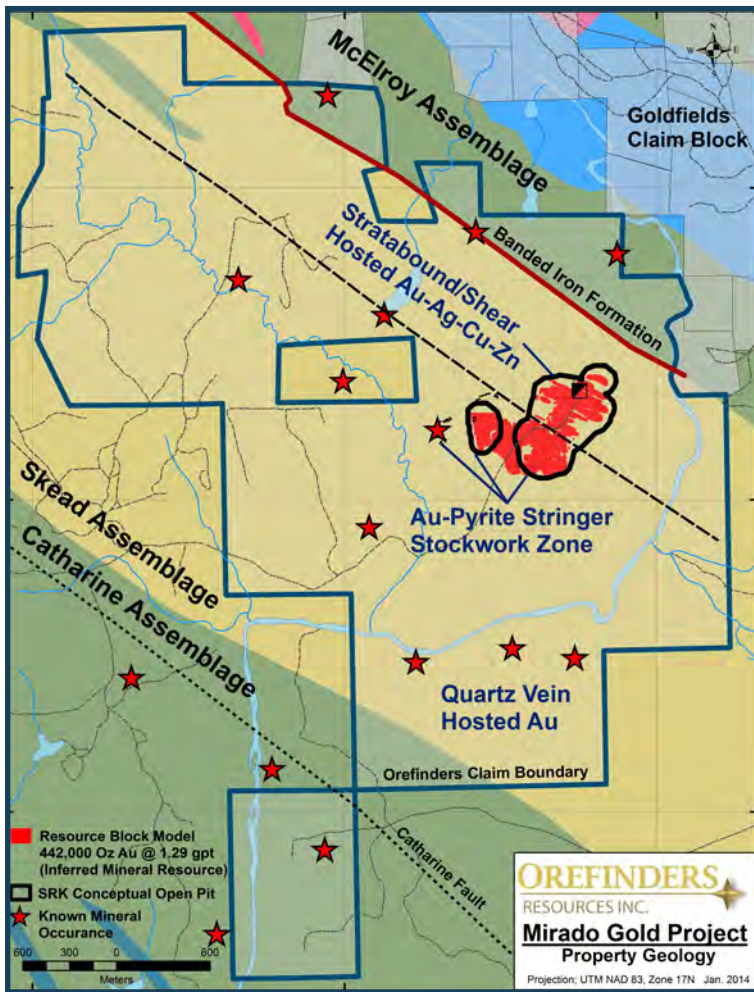 McElroy Assemblage
N
W
E
S
Goldfields
Claim Block
Stratabound/Shear
Hosted Au-Ag-Cu-Zn
Banded Iron Formation
Au-Pyrite Stringer
Stockwork Zone
Skead Assemblage
Catharine Assemblage
Quartz Vein
Hosted Au
Orefinders Claim Boundary
Catharine Fault
Resource Block Model
442,000 Oz Au @ 1.29 gpt
(Inferred Mineral Resource)
SRK Conceptual Open Pit
Known Mineral
Occurance
600 300 0 600
Meters
OREFINDERS
RESOURCES INC.
Mirado Gold Project
Property Geology
Projection; UTM NAD 83, Zone 17N Jan. 2014